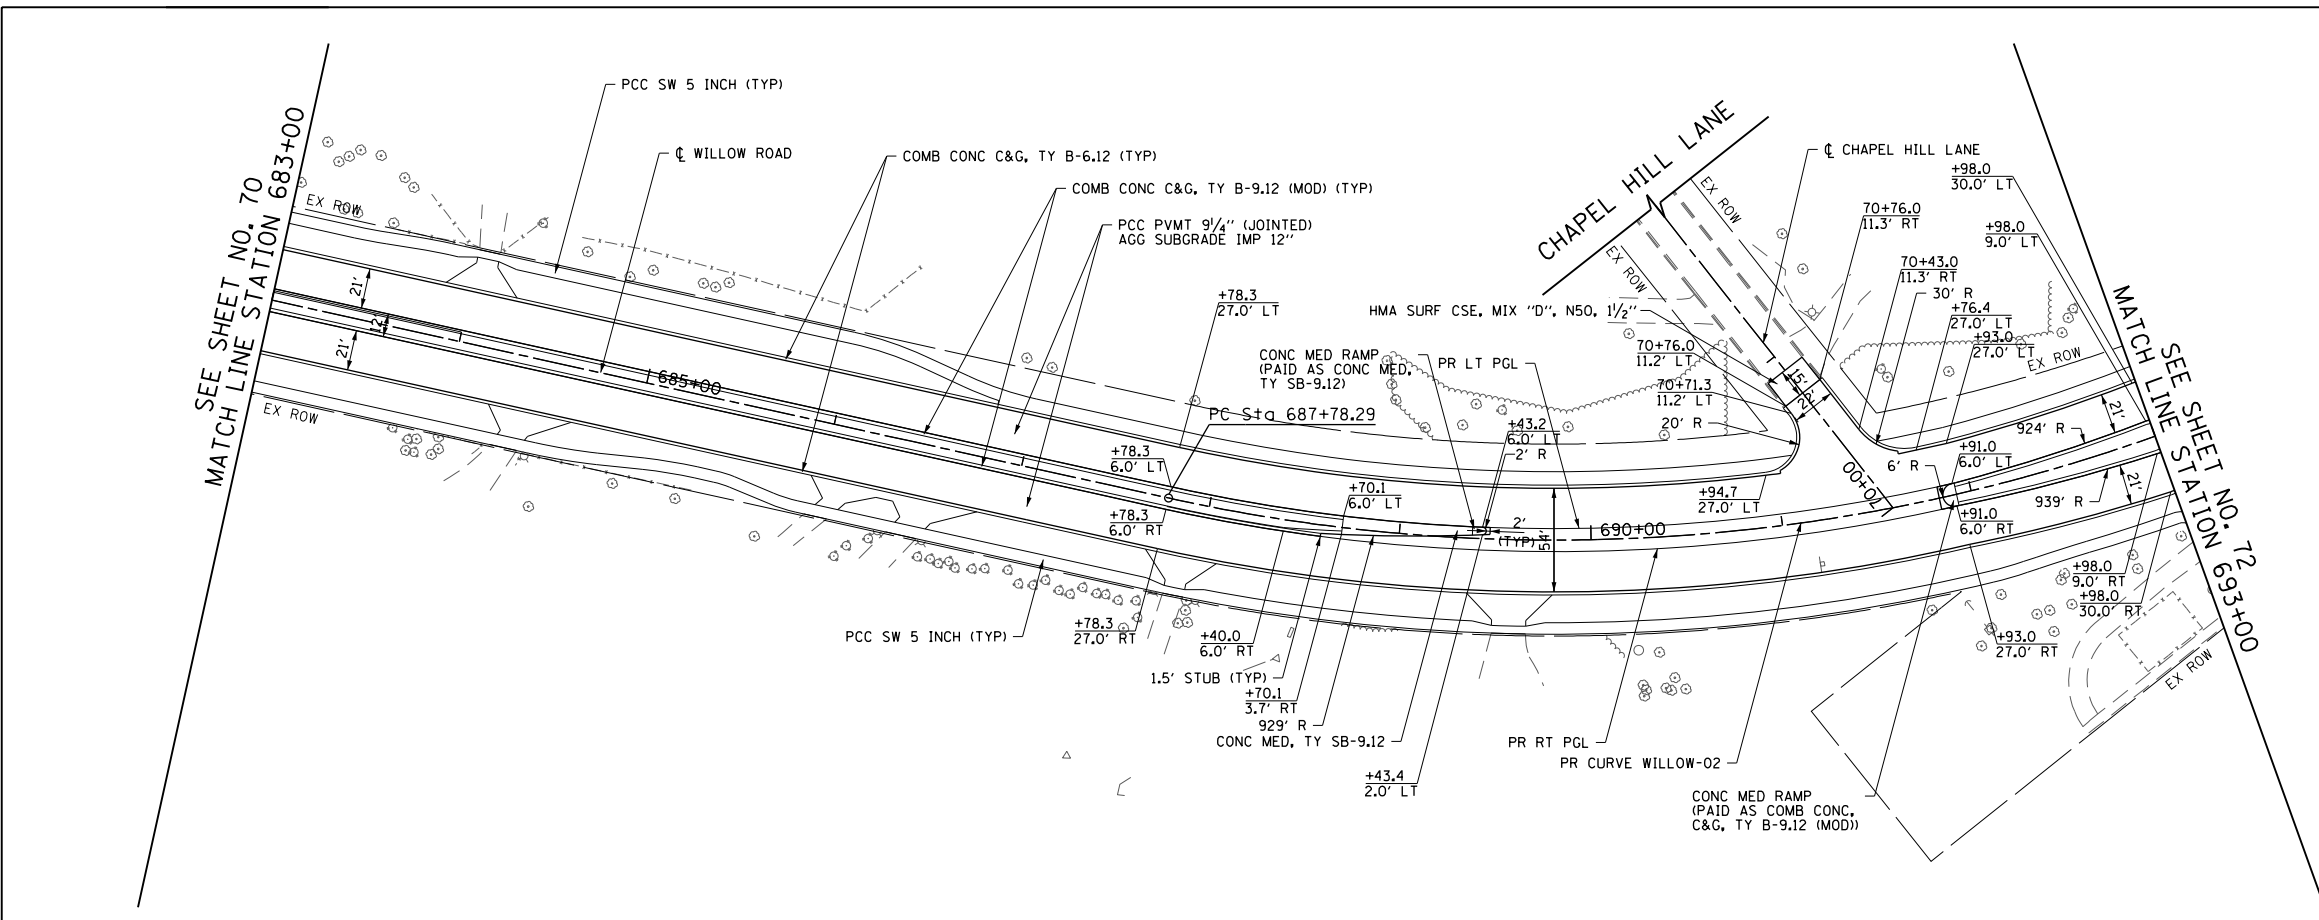 SEE SHEET NO. 70
MATCH LINE STATION 683+00
PCC SW 5 INCH (TYP)
℄ WILLOW ROAD
COMB CONC C&G, TY B-6.12 (TYP)
COMB CONC C&G, TY B-9.12 (MOD) (TYP)
PCC PVMT 9¼" (JOINTED)
AGG SUBGRADE IMP 12"
EX ROW
21'
12'
21'
EX ROW
685+00
+78.3
27.0' LT
PC Sta 687+78.29
+78.3
6.0' LT
+78.3
6.0' RT
+78.3
27.0' RT
PCC SW 5 INCH (TYP)
+40.0
6.0' RT
1.5' STUB (TYP)
+70.1
3.7' RT
929' R
CONC MED, TY SB-9.12
+43.4
2.0' LT
+70.1
6.0' LT
CONC MED RAMP
(PAID AS CONC MED,
TY SB-9.12)
PR LT PGL
+43.2
6.0' LT
2' R
2'
(TYP)
54'
690+00
HMA SURF CSE, MIX "D", N50, 1½"
70+76.0
11.2' LT
70+71.3
11.2' LT
20' R
+94.7
27.0' LT
CHAPEL HILL LANE
EX ROW
EX ROW
℄ CHAPEL HILL LANE
15'
22'
70+00
70+76.0
11.3' RT
70+43.0
11.3' RT
30' R
+76.4
27.0' LT
+93.0
27.0' LT
+98.0
30.0' LT
+98.0
9.0' LT
EX ROW
21'
924' R
6' R
+91.0
6.0' LT
+91.0
6.0' RT
939' R
21'
+98.0
9.0' RT
+98.0
30.0' RT
+93.0
27.0' RT
EX ROW
PR RT PGL
PR CURVE WILLOW-02
CONC MED RAMP
(PAID AS COMB CONC,
C&G, TY B-9.12 (MOD))
SEE SHEET NO. 72
MATCH LINE STATION 693+00